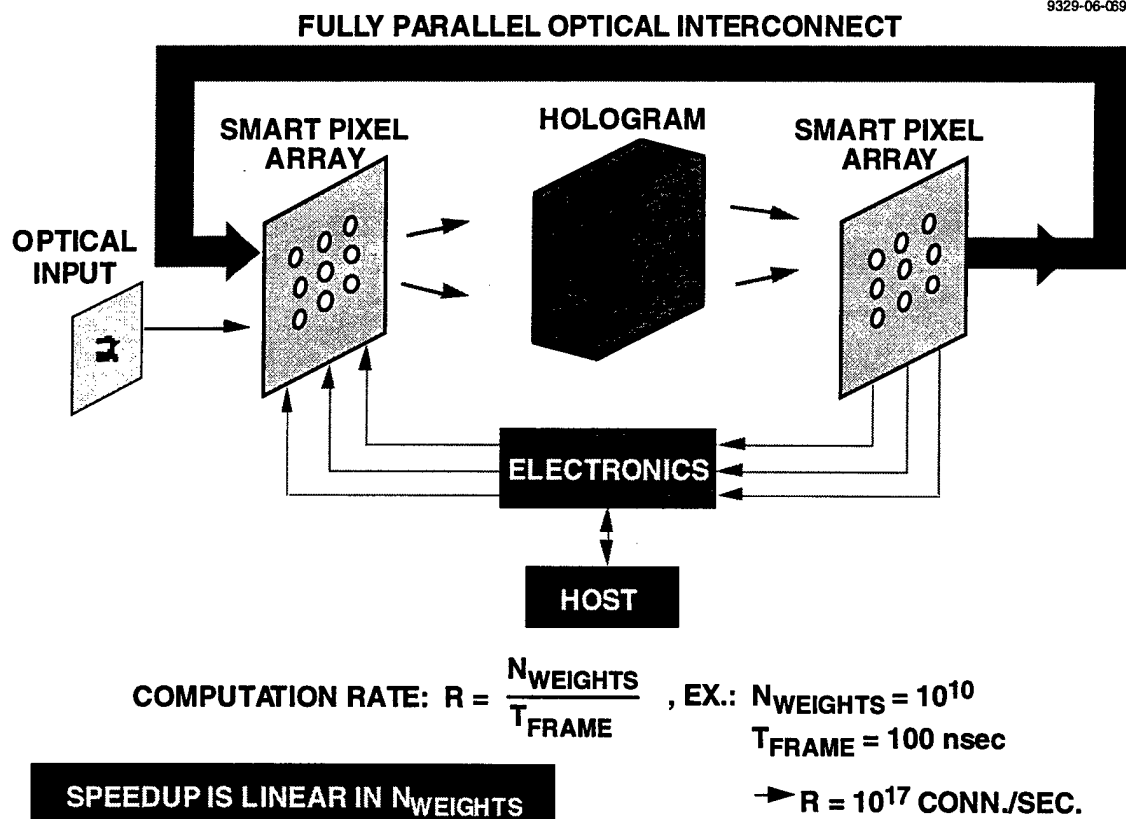 9329-06-069
FULLY PARALLEL OPTICAL INTERCONNECT
SMART PIXEL
ARRAY
HOLOGRAM
SMART PIXEL
ARRAY
OPTICAL
INPUT
ELECTRONICS
HOST
COMPUTATION RATE: R = N_WEIGHTS / T_FRAME , EX.: N_WEIGHTS = 10^10
T_FRAME = 100 nsec
SPEEDUP IS LINEAR IN N_WEIGHTS
→ R = 10^17 CONN./SEC.